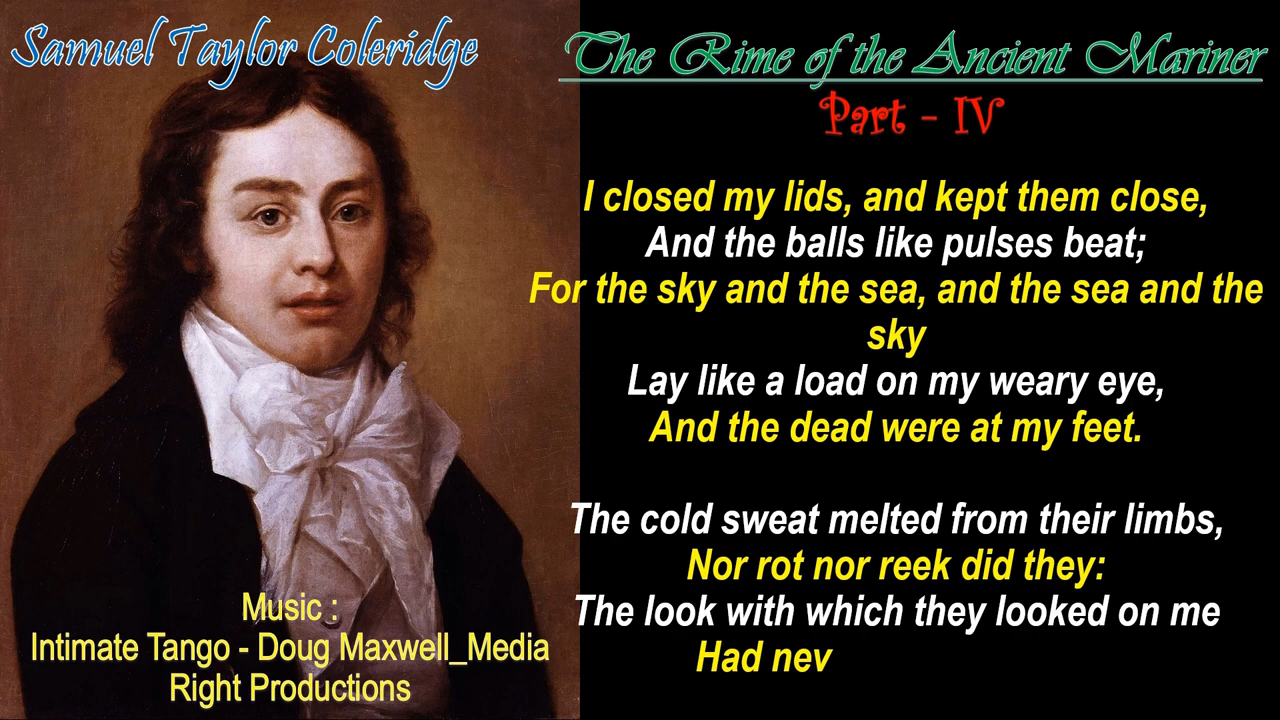 Samuel Taylor Coleridge
The Rime of the Ancient Mariner
Part - IV
I closed my lids, and kept them close,
And the balls like pulses beat;
For the sky and the sea, and the sea and the
sky
Lay like a load on my weary eye,
And the dead were at my feet.
The cold sweat melted from their limbs,
Nor rot nor reek did they:
The look with which they looked on me
Had nev
Music :
Intimate Tango - Doug Maxwell_Media
Right Productions